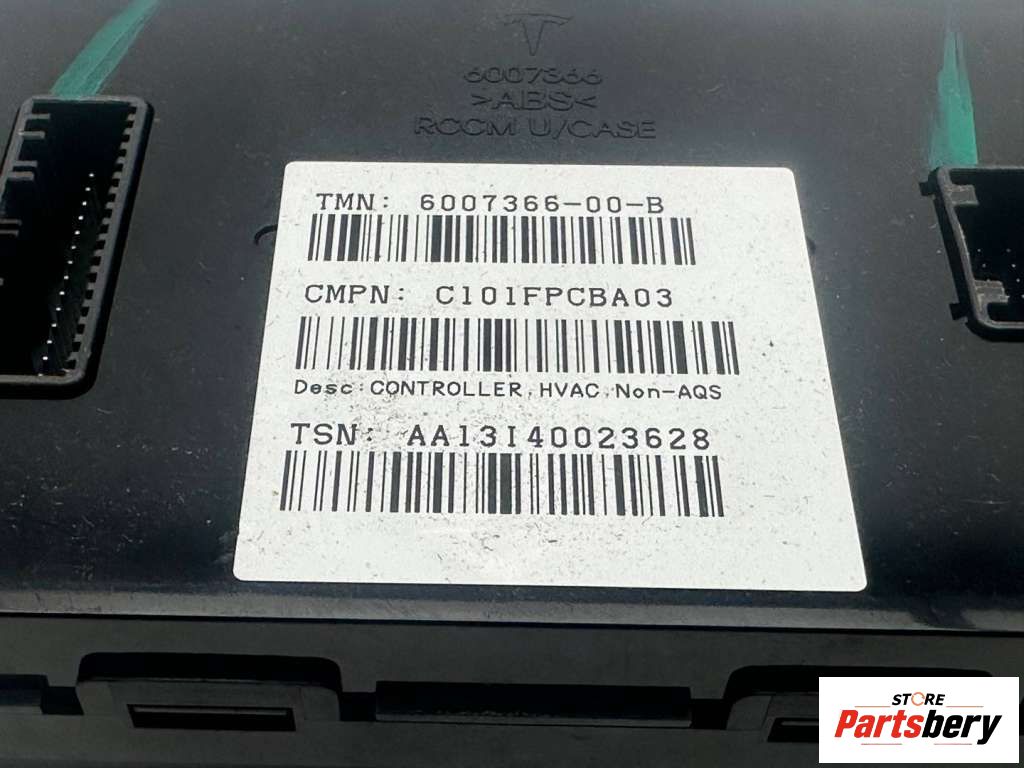 6007366
>ABS<
RCCM U/CASE
TMN: 6007366-00-B
CMPN: C101FPCBA03
Desc:CONTROLLER,HVAC,Non-AQS
TSN: AA13I40023628
STORE
Partsbery